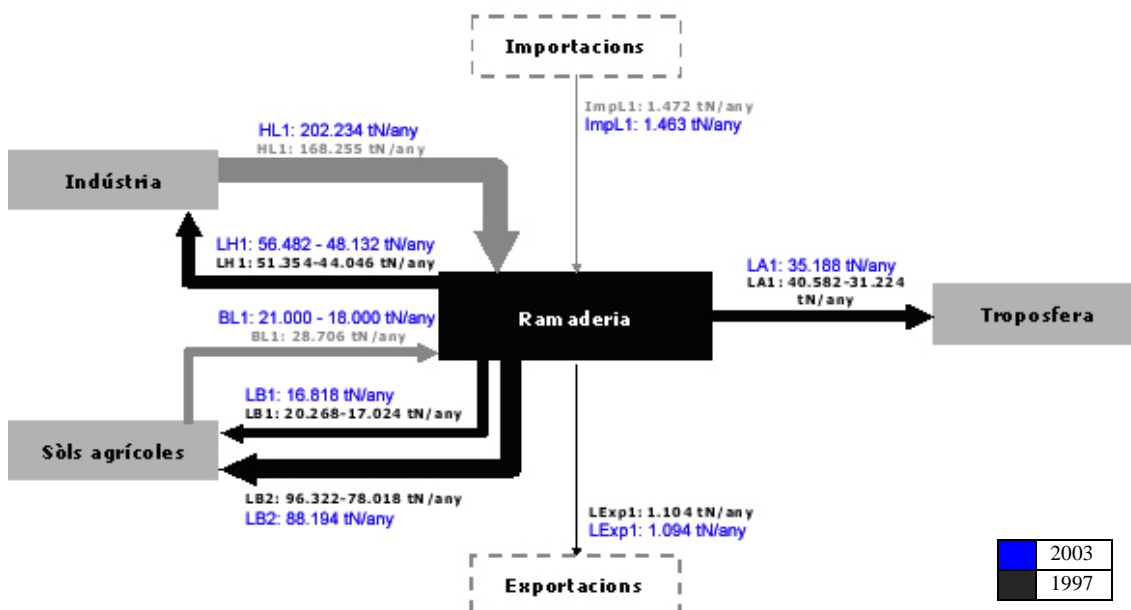 Importacions
ImpL1: 1.472 tN/any
ImpL1: 1.463 tN/any
HL1: 202.234 tN/any
HL1: 168.255 tN/any
Indústria
LH1: 56.482 - 48.132 tN/any
LH1: 51.354-44.046 tN/any
LA1: 35.188 tN/any
LA1: 40.582-31.224
tN/any
Ramaderia
Troposfera
BL1: 21.000 - 18.000 tN/any
BL1: 28.706 tN/any
LB1: 16.818 tN/any
LB1: 20.268-17.024 tN/any
Sòls agrícoles
LB2: 96.322-78.018 tN/any
LB2: 88.194 tN/any
LExp1: 1.104 tN/any
LExp1: 1.094 tN/any
Exportacions
2003
1997